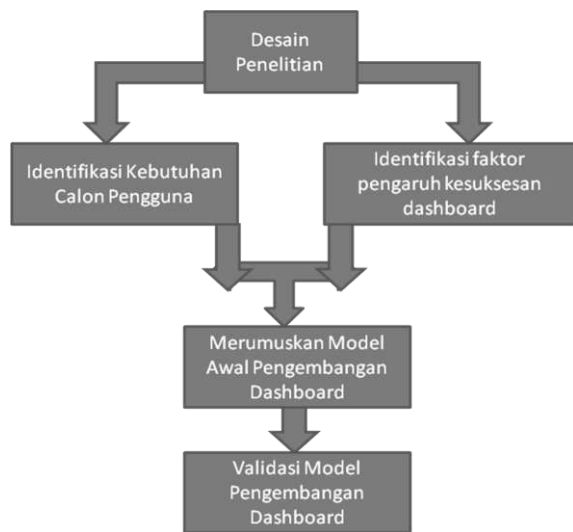 Desain
Penelitian
Identifikasi Kebutuhan
Calon Pengguna
Identifikasi faktor
pengaruh kesuksesan
dashboard
Merumuskan Model
Awal Pengembangan
Dashboard
Validasi Model
Pengembangan
Dashboard